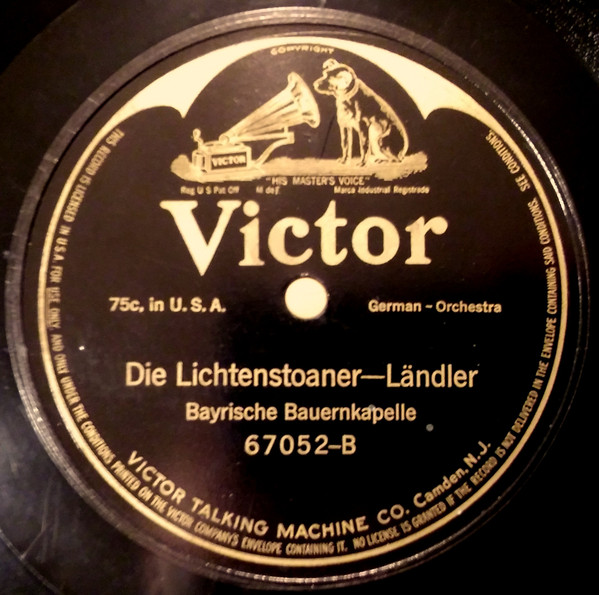 COPYRIGHT
VICTOR
"HIS MASTER'S VOICE"
Reg U S Pat Off M de F Marca Industrial Registrada
Victor
75c, in U. S. A.
German - Orchestra
Die Lichtenstoaner—Ländler
Bayrische Bauernkapelle
67052-B
VICTOR TALKING MACHINE CO. Camden, N. J.
THIS RECORD IS LICENSED IN U S A FOR USE ONLY AND ONLY UNDER THE CONDITIONS PRINTED ON THE VICTOR COMPANY'S ENVELOPE CONTAINING IT. NO LICENSE IS GRANTED IF THE RECORD IS NOT DELIVERED IN THE ENVELOPE CONTAINING SAID CONDITIONS. SEE CONDITIONS.